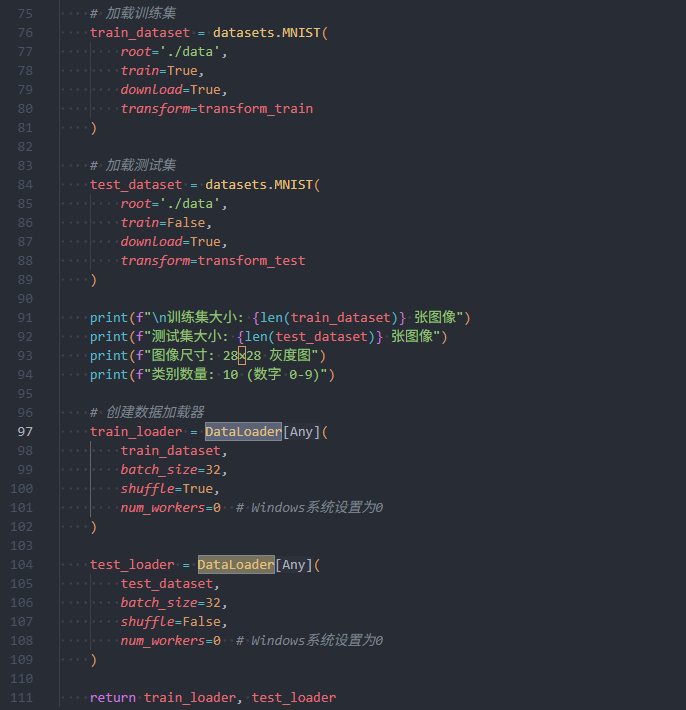 75 # 加载训练集
76 train_dataset = datasets.MNIST(
77 root='./data',
78 train=True,
79 download=True,
80 transform=transform_train
81 )
82
83 # 加载测试集
84 test_dataset = datasets.MNIST(
85 root='./data',
86 train=False,
87 download=True,
88 transform=transform_test
89 )
90
91 print(f"\n训练集大小: {len(train_dataset)} 张图像")
92 print(f"测试集大小: {len(test_dataset)} 张图像")
93 print(f"图像尺寸: 28×28 灰度图")
94 print(f"类别数量: 10 (数字 0-9)")
95
96 # 创建数据加载器
97 train_loader = DataLoader[Any](
98 train_dataset,
99 batch_size=32,
100 shuffle=True,
101 num_workers=0 # Windows系统设置为0
102 )
103
104 test_loader = DataLoader[Any](
105 test_dataset,
106 batch_size=32,
107 shuffle=False,
108 num_workers=0 # Windows系统设置为0
109 )
110
111 return train_loader, test_loader